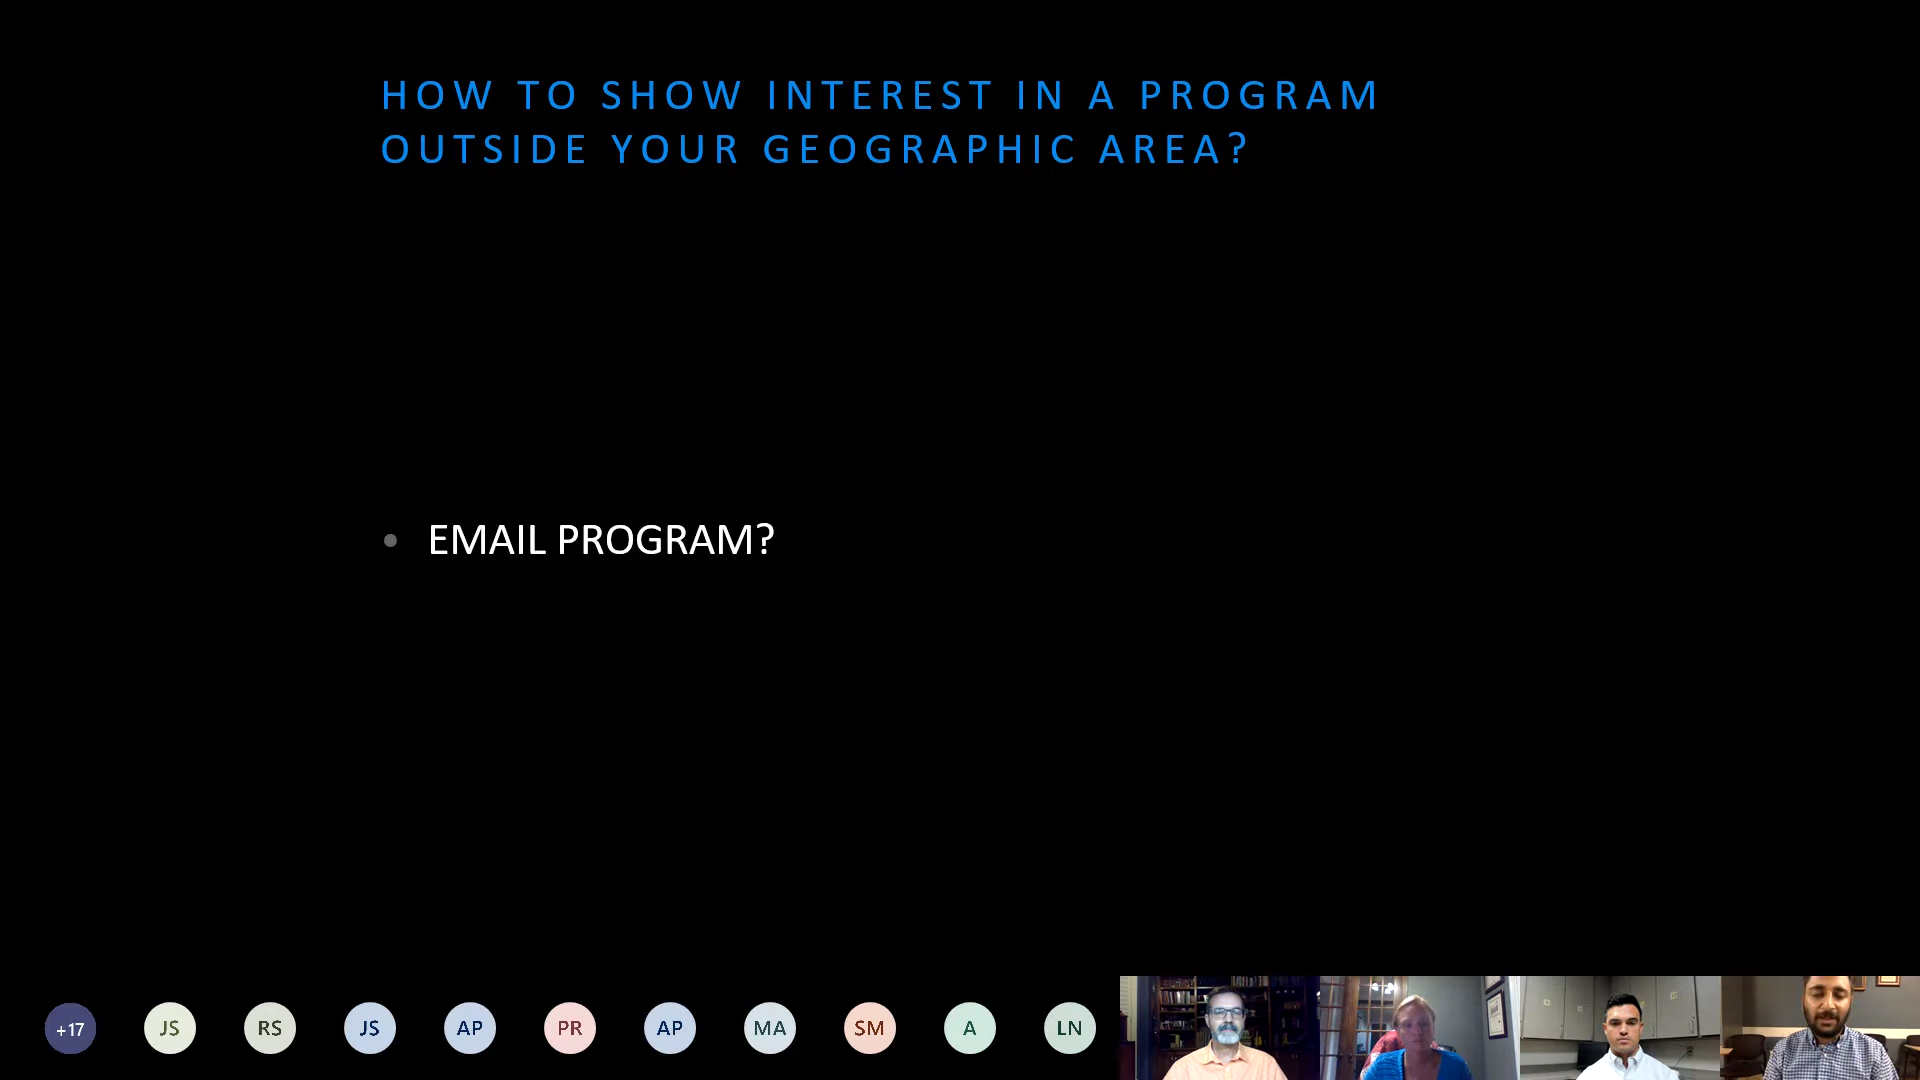 HOW TO SHOW INTEREST IN A PROGRAM
OUTSIDE YOUR GEOGRAPHIC AREA?
• EMAIL PROGRAM?
+17 JS RS JS AP PR AP MA SM A LN